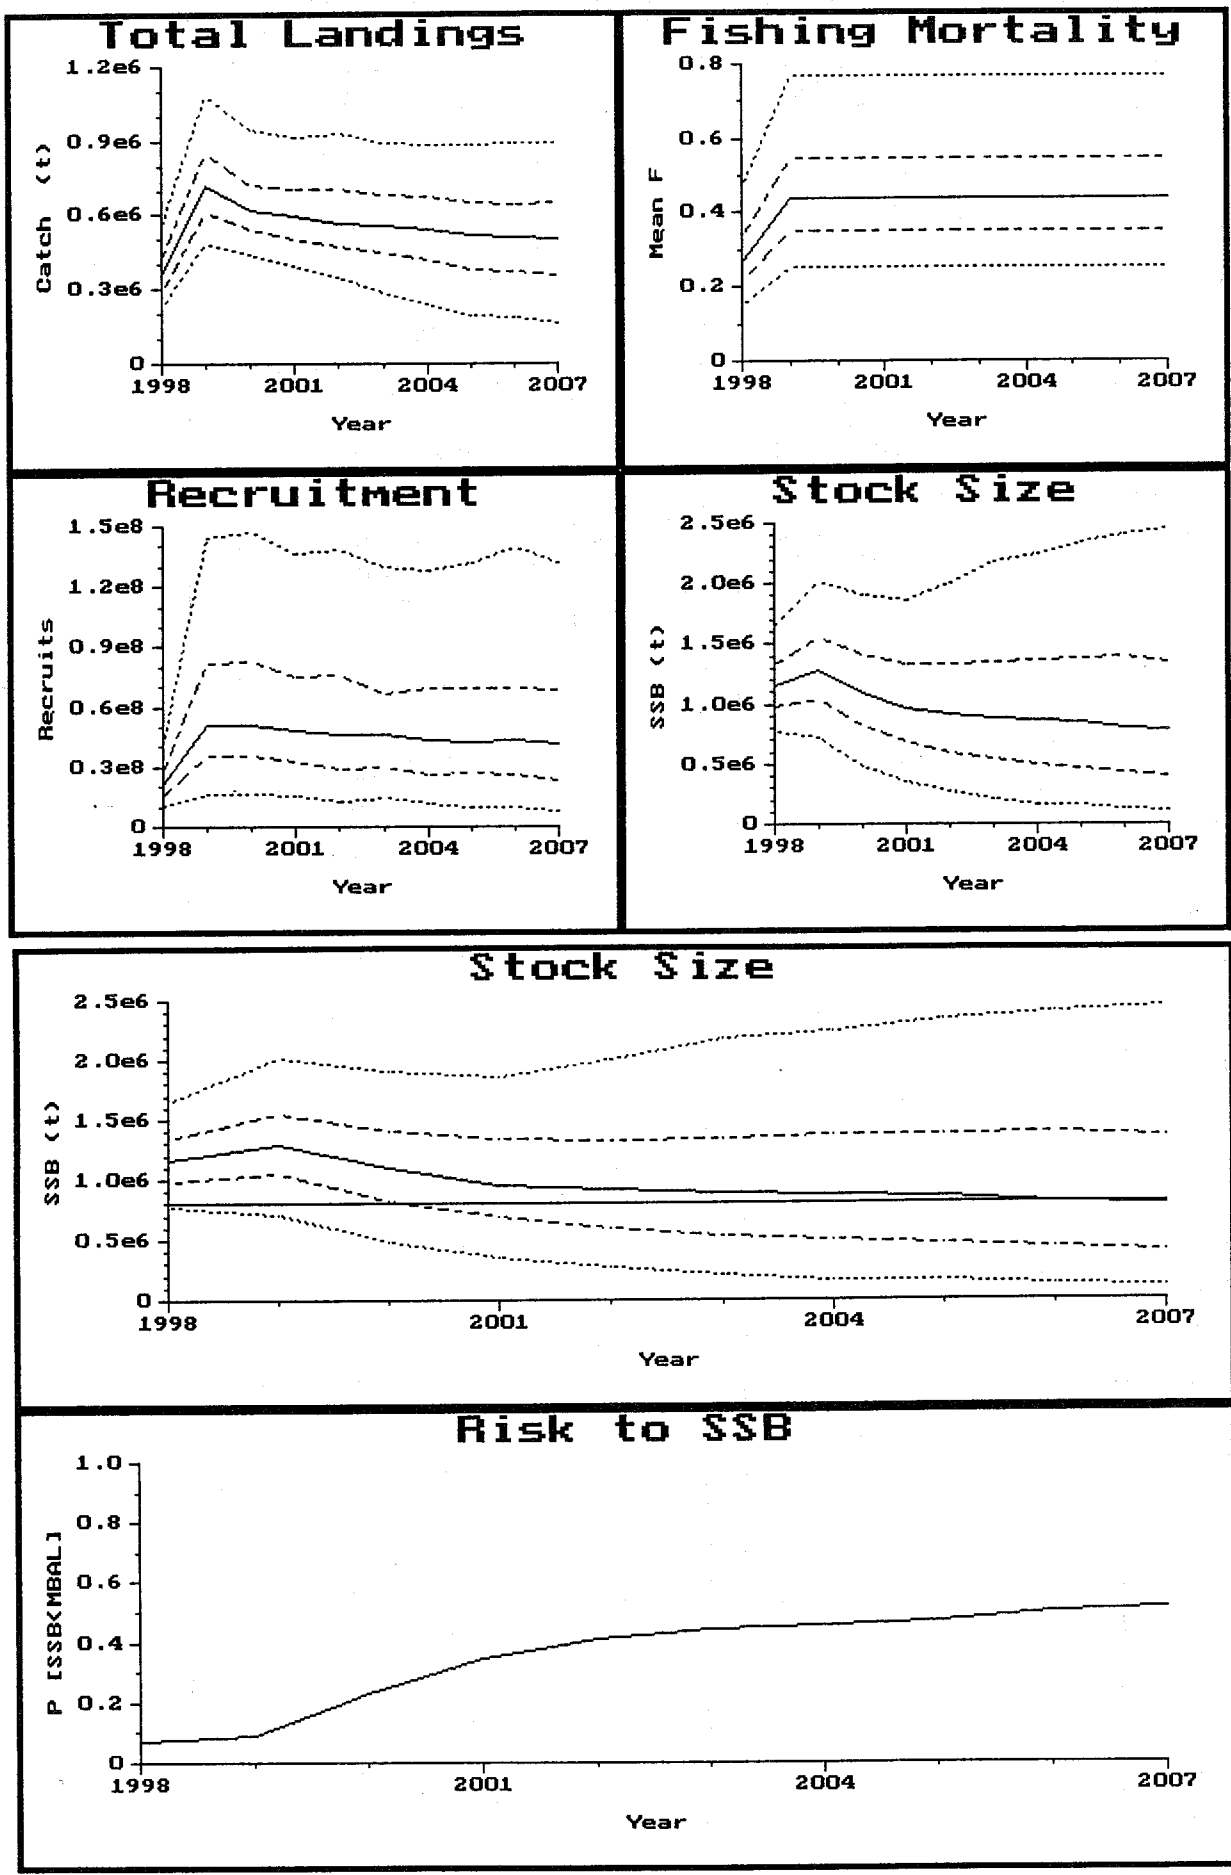 Total Landings
1.2e6
0.9e6
0.6e6
0.3e6
0
Catch (t)
1998 2001 2004 2007
Year
Fishing Mortality
0.8
0.6
0.4
0.2
0
Mean F
1998 2001 2004 2007
Year
Recruitment
1.5e8
1.2e8
0.9e8
0.6e8
0.3e8
0
Recruits
1998 2001 2004 2007
Year
Stock Size
2.5e6
2.0e6
1.5e6
1.0e6
0.5e6
0
SSB (t)
1998 2001 2004 2007
Year
Stock Size
2.5e6
2.0e6
1.5e6
1.0e6
0.5e6
0
SSB (t)
1998 2001 2004 2007
Year
Risk to SSB
1.0
0.8
0.6
0.4
0.2
0
P [SSB<MBAL]
1998 2001 2004 2007
Year